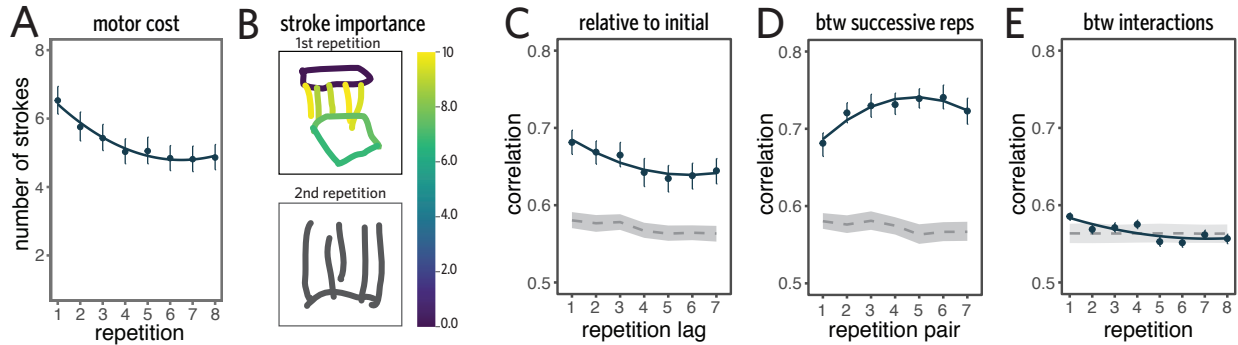 A
motor cost
number of strokes
8
6
4
2
1 2 3 4 5 6 7 8
repetition
B
stroke importance
1st repetition
2nd repetition
10
8.0
6.0
4.0
2.0
0.0
C
relative to initial
correlation
0.8
0.7
0.6
0.5
1 2 3 4 5 6 7
repetition lag
D
btw successive reps
correlation
0.8
0.7
0.6
0.5
1 2 3 4 5 6 7
repetition pair
E
btw interactions
correlation
0.8
0.7
0.6
0.5
1 2 3 4 5 6 7 8
repetition